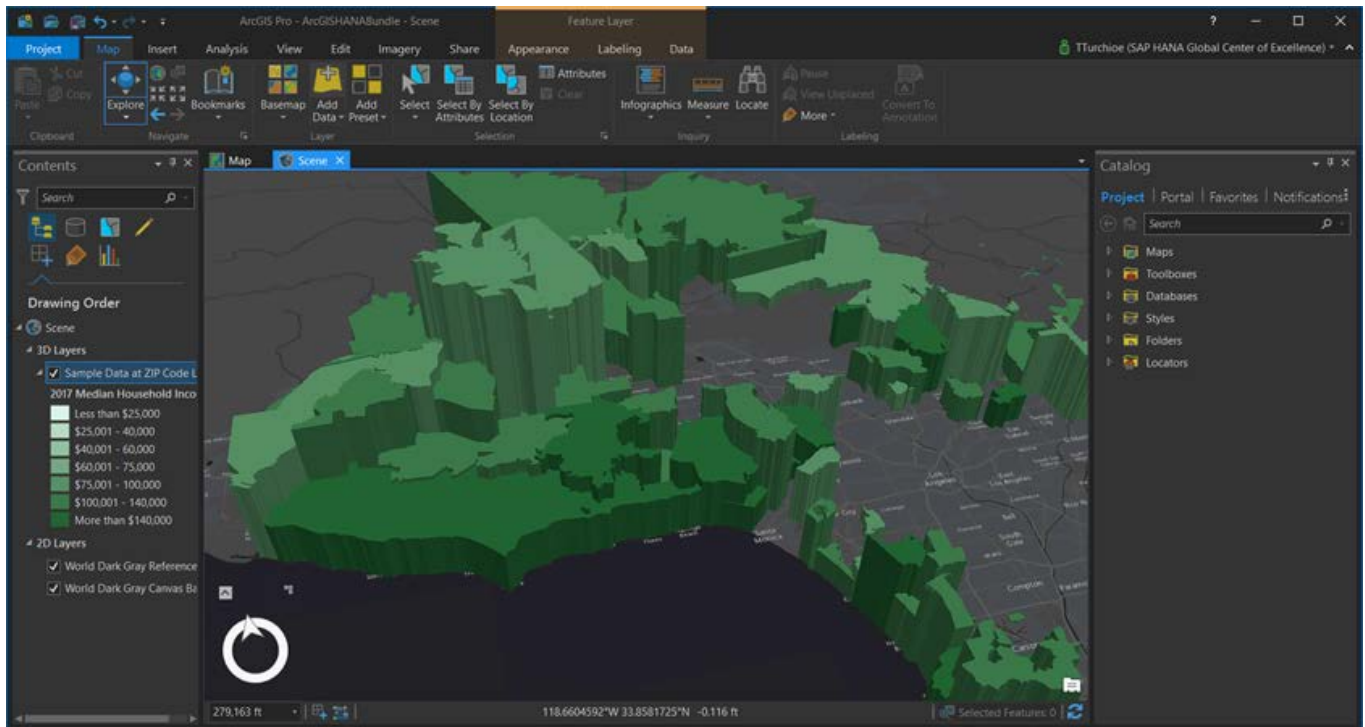 ArcGIS Pro - ArcGISHANABundle - Scene
Feature Layer
?
Project Map Insert Analysis View Edit Imagery Share Appearance Labeling Data
TTurchioe (SAP HANA Global Center of Excellence)
Paste
Cut
Copy
Clipboard
Explore
Navigate
Bookmarks
Basemap
Add Data
Add Preset
Layer
Select
Select By Attributes
Select By Location
Attributes
Clear
Selection
Infographics
Measure
Locate
Inquiry
Pause
View Unplaced
More
Convert To Annotation
Labeling
Contents
Search
Drawing Order
Scene
3D Layers
Sample Data at ZIP Code L
2017 Median Household Inco
Less than $25,000
$25,001 - 40,000
$40,001 - 60,000
$60,001 - 75,000
$75,001 - 100,000
$100,001 - 140,000
More than $140,000
2D Layers
World Dark Gray Reference
World Dark Gray Canvas Ba
Map
Scene
Los Angeles
Santa Monica
Bell
South Gate
Compton
Carson
279,163 ft
118.6604592°W 33.8581725°N -0.116 ft
Selected Features: 0
Catalog
Project Portal Favorites Notifications
Search
Maps
Toolboxes
Databases
Styles
Folders
Locators